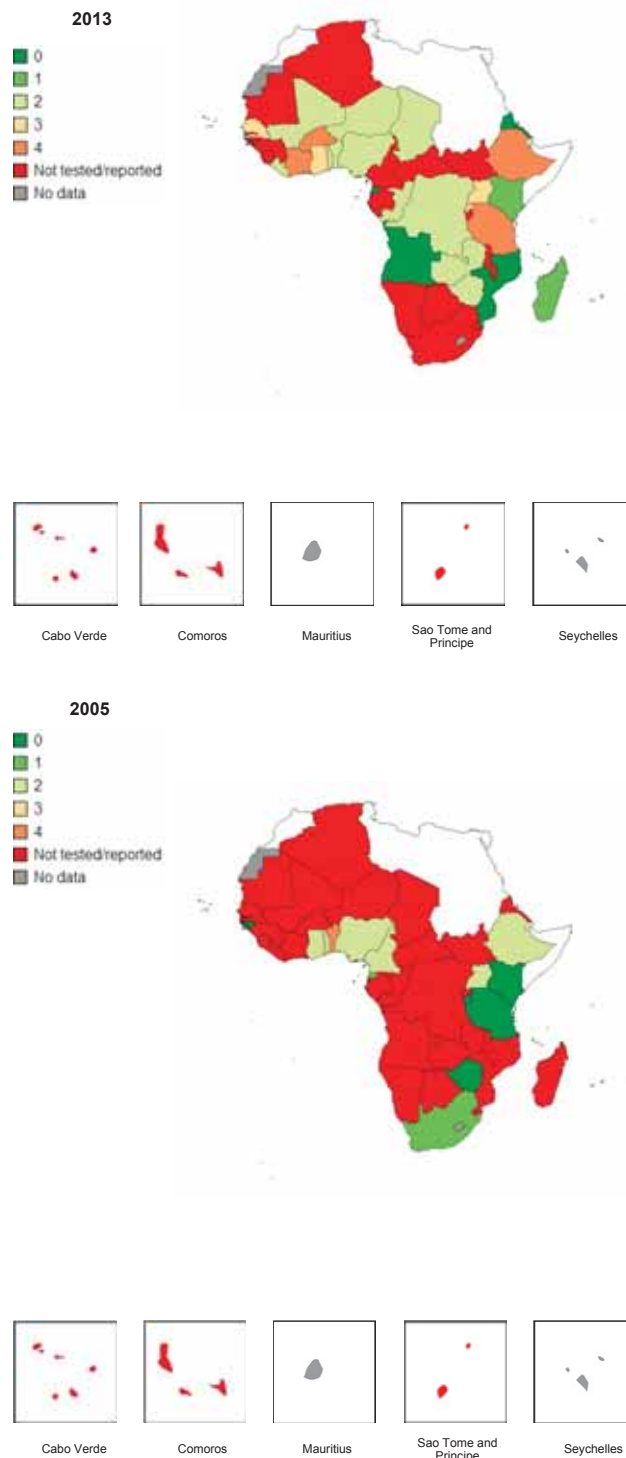 2013
0
1
2
3
4
Not tested/reported
No data
Cabo Verde
Comoros
Mauritius
Sao Tome and
Principe
Seychelles
2005
0
1
2
3
4
Not tested/reported
No data
Cabo Verde
Comoros
Mauritius
Sao Tome and
Principe
Seychelles